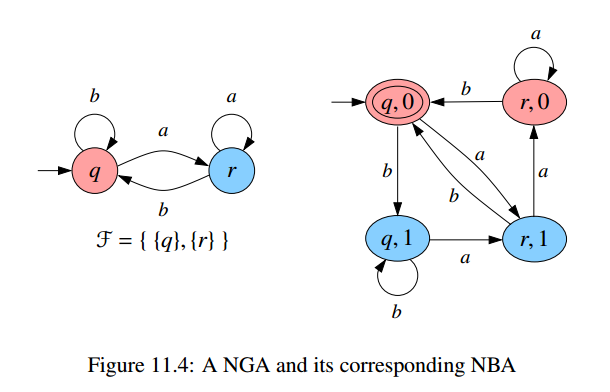 a
b a b a
q, 0 r, 0
a
q r b a a
b b
ℱ = { {q}, {r} }
q, 1 r, 1
a
b
Figure 11.4: A NGA and its corresponding NBA